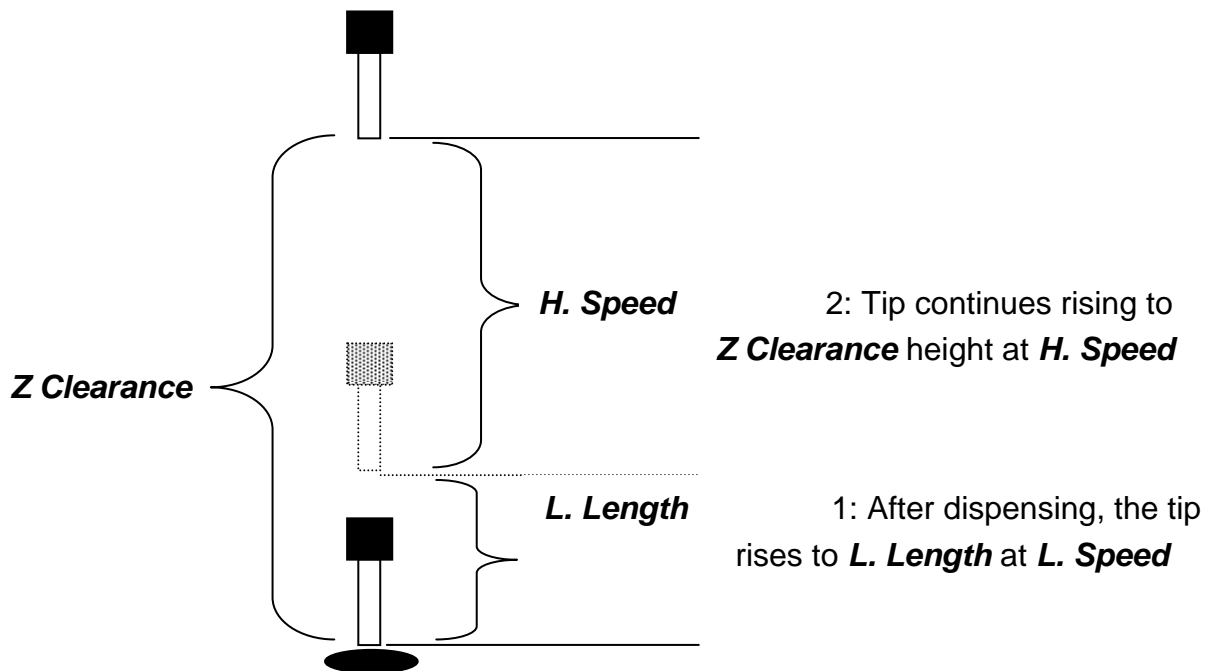 H. Speed
2: Tip continues rising to
Z Clearance height at H. Speed
Z Clearance
L. Length
1: After dispensing, the tip
rises to L. Length at L. Speed